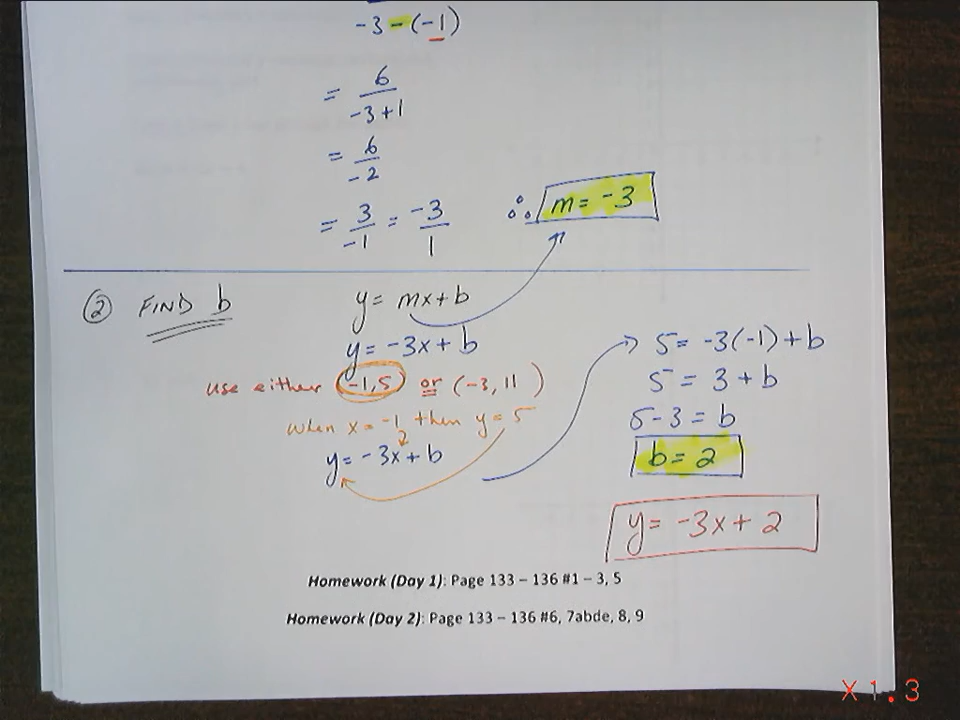 -3 - (-1)
= 6/(-3+1)
= 6/-2
= 3/-1 = -3/1 ∴ m = -3
② FIND b y = mx + b
y = -3x + b
use either (-1, 5) or (-3, 11)
when x = -1 then y = 5
y = -3x + b
5 = -3(-1) + b
5 = 3 + b
5 - 3 = b
b = 2
y = -3x + 2
Homework (Day 1): Page 133 – 136 #1 – 3, 5
Homework (Day 2): Page 133 – 136 #6, 7abde, 8, 9
X1.3